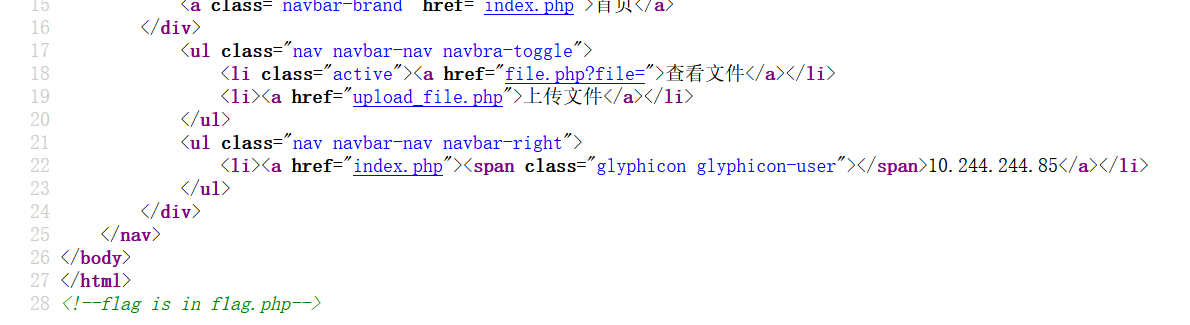 15 <a class="navbar-brand" href="index.php">首页</a>
16 </div>
17 <ul class="nav navbar-nav navbra-toggle">
18 <li class="active"><a href="file.php?file=">查看文件</a></li>
19 <li><a href="upload_file.php">上传文件</a></li>
20 </ul>
21 <ul class="nav navbar-nav navbar-right">
22 <li><a href="index.php"><span class="glyphicon glyphicon-user"></span>10.244.244.85</a></li>
23 </ul>
24 </div>
25 </nav>
26 </body>
27 </html>
28 <!--flag is in flag.php-->